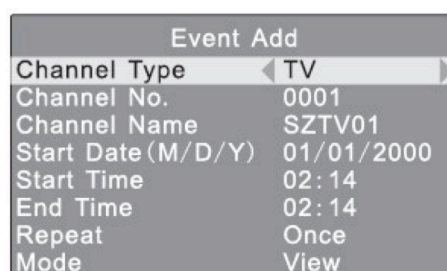 Event Add
Channel Type TV
Channel No. 0001
Channel Name SZTV01
Start Date(M/D/Y) 01/01/2000
Start Time 02:14
End Time 02:14
Repeat Once
Mode View